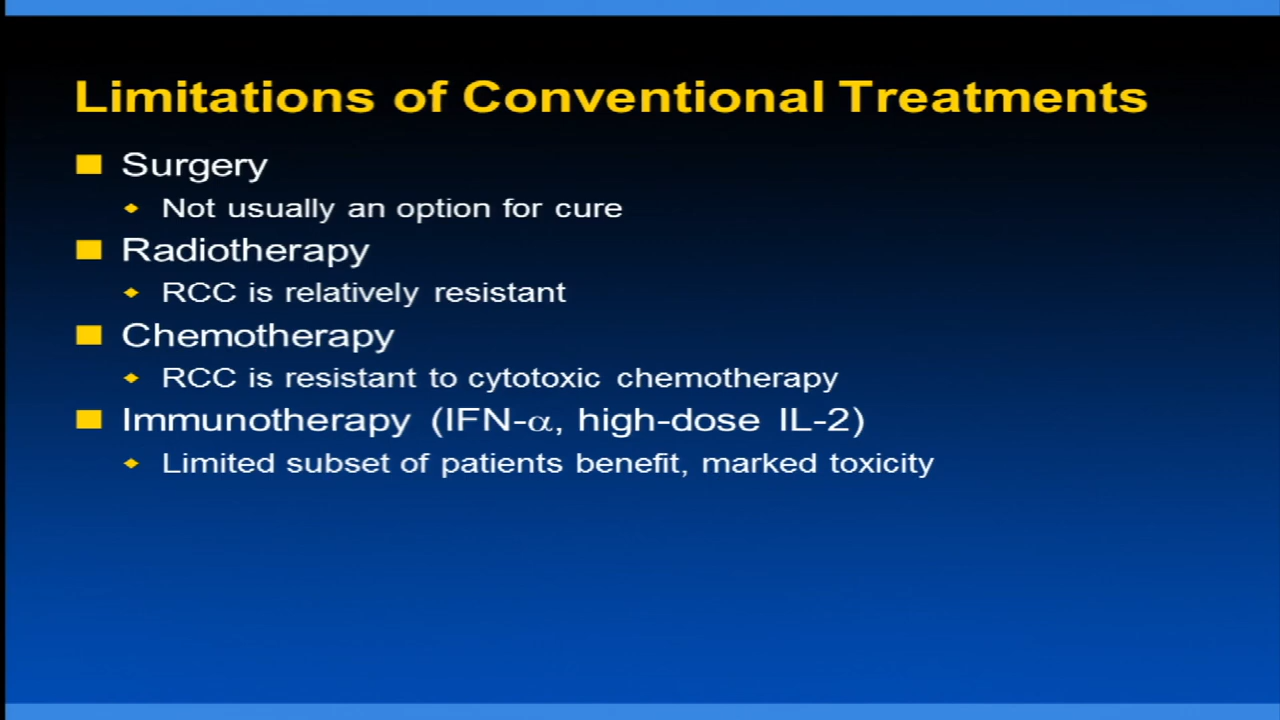 Limitations of Conventional Treatments
Surgery
Not usually an option for cure
Radiotherapy
RCC is relatively resistant
Chemotherapy
RCC is resistant to cytotoxic chemotherapy
Immunotherapy (IFN-α, high-dose IL-2)
Limited subset of patients benefit, marked toxicity